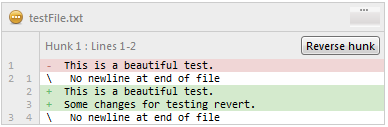 testFile.txt
Hunk 1 : Lines 1-2 Reverse hunk
1 - This is a beautiful test.
2 1 \ No newline at end of file
2 + This is a beautiful test.
3 + Some changes for testing revert.
3 \ No newline at end of file